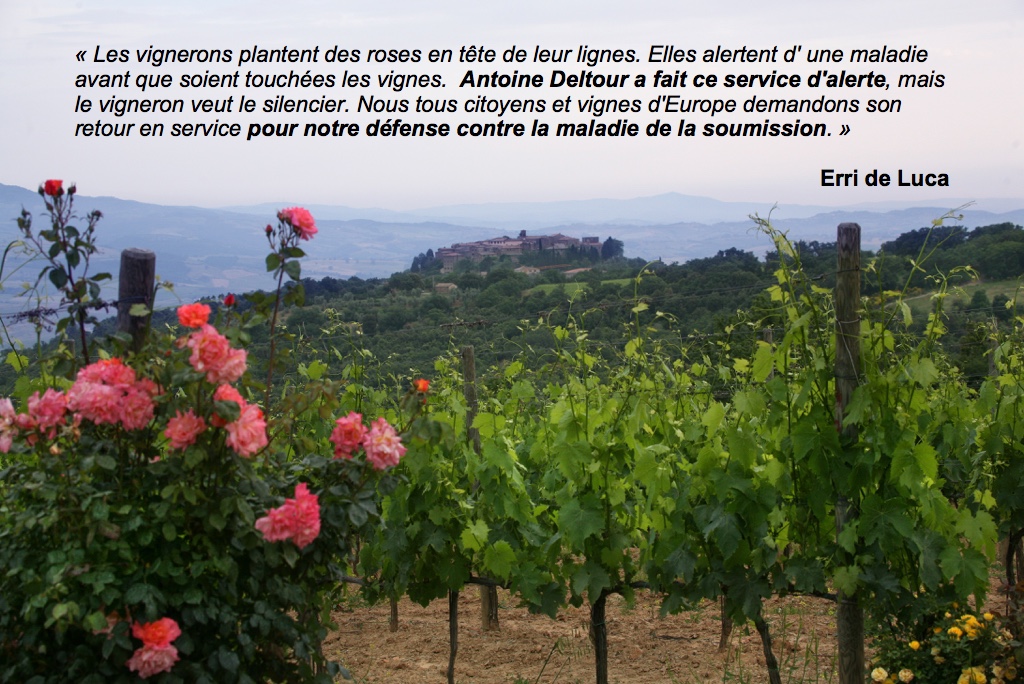 « Les vignerons plantent des roses en tête de leur lignes. Elles alertent d' une maladie
avant que soient touchées les vignes.  Antoine Deltour a fait ce service d'alerte, mais
le vigneron veut le silencier. Nous tous citoyens et vignes d'Europe demandons son
retour en service pour notre défense contre la maladie de la soumission. »
Erri de Luca